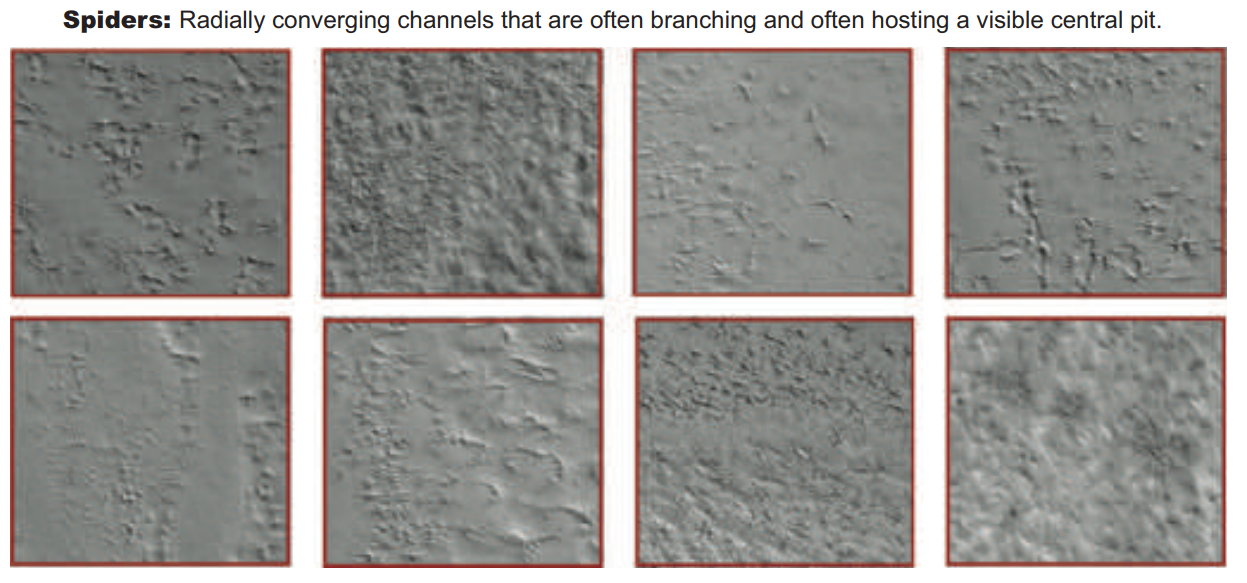 Spiders: Radially converging channels that are often branching and often hosting a visible central pit.